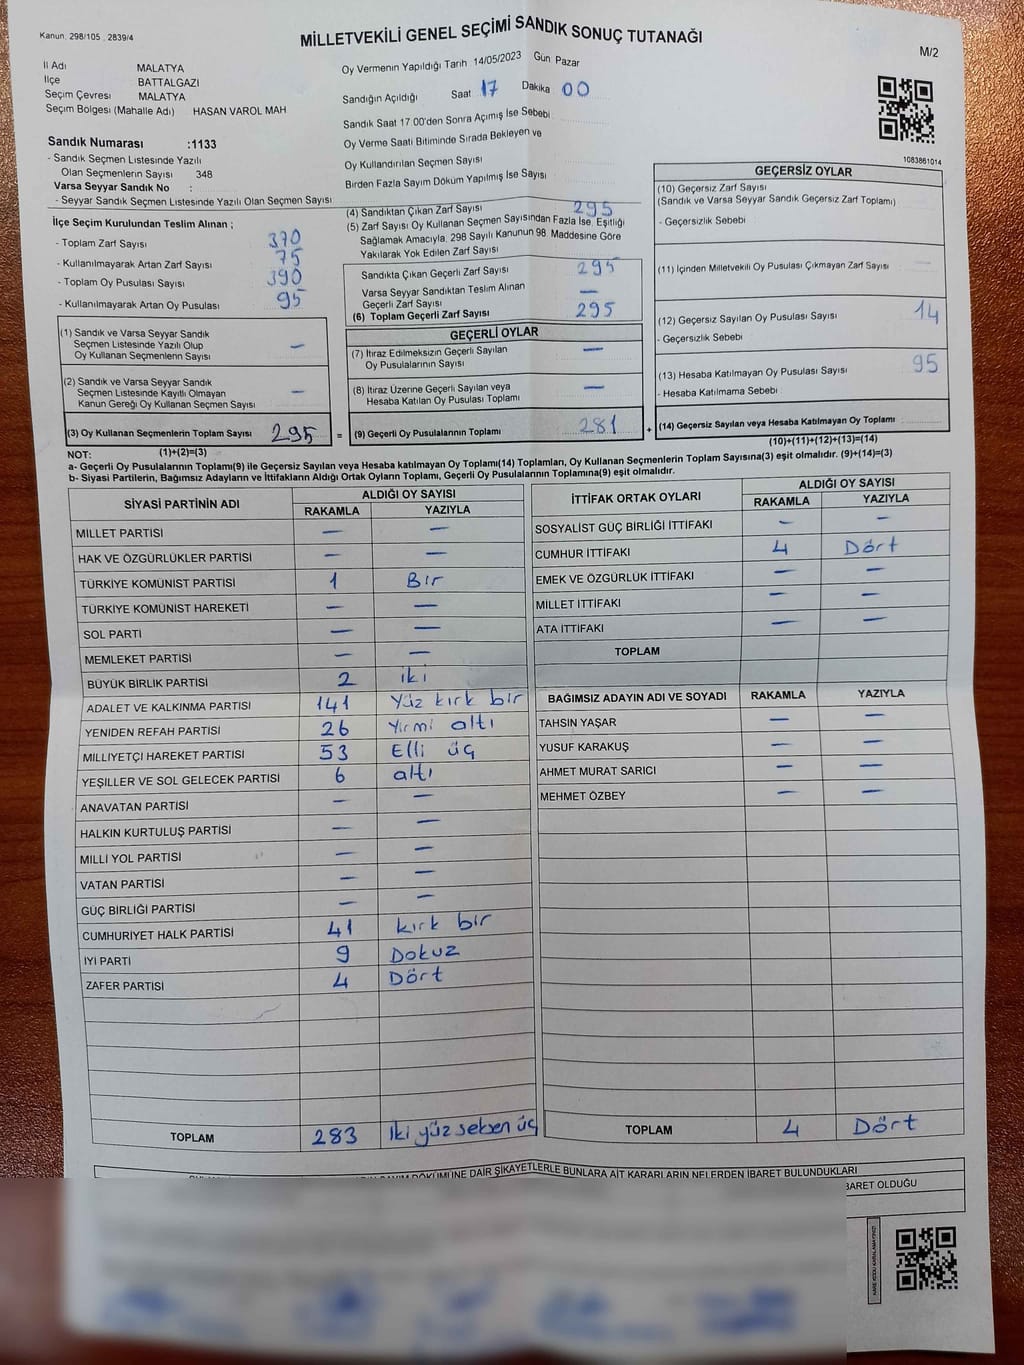 Kanun. 298/105 . 2839/4
MİLLETVEKİLİ GENEL SEÇİMİ SANDIK SONUÇ TUTANAĞI
M/2
İl Adı MALATYA
İlçe BATTALGAZİ
Seçim Çevresi MALATYA
Seçim Bölgesi (Mahalle Adı) HASAN VAROL MAH
Sandık Numarası :1133
- Sandık Seçmen Listesinde Yazılı
Olan Seçmenlerin Sayısı 348
Varsa Seyyar Sandık No :
- Seyyar Sandık Seçmen Listesinde Yazılı Olan Seçmen Sayısı
Oy Vermenin Yapıldığı Tarih 14/05/2023 Gün Pazar
Sandığın Açıldığı Saat 17 Dakika 00
Sandık Saat 17 00'den Sonra Açımış İse Sebebi
Oy Verme Saati Bitiminde Sırada Bekleyen ve
Oy Kullandırılan Seçmen Sayısı
Birden Fazla Sayım Döküm Yapılmış İse Sayısı
1083861014
İlçe Seçim Kurulundan Teslim Alınan ;
- Toplam Zarf Sayısı 370
- Kullanılmayarak Artan Zarf Sayısı 75
- Toplam Oy Pusulası Sayısı 390
- Kullanılmayarak Artan Oy Pusulası 95
(1) Sandık ve Varsa Seyyar Sandık
Seçmen Listesinde Yazılı Olup
Oy Kullanan Seçmenlerin Sayısı —
(2) Sandık ve Varsa Seyyar Sandık
Seçmen Listesinde Kayıtlı Olmayan
Kanun Gereği Oy Kullanan Seçmen Sayısı —
(3) Oy Kullanan Seçmenlerin Toplam Sayısı 295 =
(1)+(2)=(3)
(4) Sandıktan Çıkan Zarf Sayısı 295
(5) Zarf Sayısı Oy Kullanan Seçmen Sayısından Fazla İse, Eşitliği
Sağlamak Amacıyla, 298 Sayılı Kanunun 98. Maddesine Göre
Yakılarak Yok Edilen Zarf Sayısı
Sandıkta Çıkan Geçerli Zarf Sayısı 295
Varsa Seyyar Sandıktan Teslim Alınan
Geçerli Zarf Sayısı —
(6) Toplam Geçerli Zarf Sayısı 295
GEÇERLİ OYLAR
(7) İtiraz Edilmeksizin Geçerli Sayılan
Oy Pusulalarının Sayısı —
(8) İtiraz Üzerine Geçerli Sayılan veya
Hesaba Katılan Oy Pusulası Toplamı —
(9) Geçerli Oy Pusulalarının Toplamı 281 +
GEÇERSİZ OYLAR
(10) Geçersiz Zarf Sayısı
(Sandık ve Varsa Seyyar Sandık Geçersiz Zarf Toplamı)
- Geçersizlik Sebebi
(11) İçinden Milletvekili Oy Pusulası Çıkmayan Zarf Sayısı —
(12) Geçersiz Sayılan Oy Pusulası Sayısı 14
- Geçersizlik Sebebi
(13) Hesaba Katılmayan Oy Pusulası Sayısı 95
- Hesaba Katılmama Sebebi
(14) Geçersiz Sayılan veya Hesaba Katılmayan Oy Toplamı
(10)+(11)+(12)+(13)=(14)
NOT:
a- Geçerli Oy Pusulalarının Toplamı(9) ile Geçersiz Sayılan veya Hesaba Katılmayan Oy Toplamı(14) Toplamları, Oy Kullanan Seçmenlerin Toplam Sayısına(3) eşit olmalıdır. (9)+(14)=(3)
b- Siyasi Partilerin, Bağımsız Adayların ve İttifakların Aldığı Ortak Oyların Toplamı, Geçerli Oy Pusulalarının Toplamına(9) eşit olmalıdır.
SİYASİ PARTİNİN ADI ALDIĞI OY SAYISI
RAKAMLA YAZIYLA
MİLLET PARTİSİ — —
HAK VE ÖZGÜRLÜKLER PARTİSİ — —
TÜRKİYE KOMÜNİST PARTİSİ 1 Bir
TÜRKİYE KOMÜNİST HAREKETİ — —
SOL PARTİ — —
MEMLEKET PARTİSİ — —
BÜYÜK BİRLİK PARTİSİ 2 iki
ADALET VE KALKINMA PARTİSİ 141 Yüz kırk bir
YENİDEN REFAH PARTİSİ 26 Yirmi altı
MİLLİYETÇİ HAREKET PARTİSİ 53 Elli üç
YEŞİLLER VE SOL GELECEK PARTİSİ 6 altı
ANAVATAN PARTİSİ — —
HALKIN KURTULUŞ PARTİSİ — —
MİLLİ YOL PARTİSİ — —
VATAN PARTİSİ — —
GÜÇ BİRLİĞİ PARTİSİ — —
CUMHURİYET HALK PARTİSİ 41 kırk bir
İYİ PARTİ 9 Dokuz
ZAFER PARTİSİ 4 Dört
TOPLAM 283 İki yüz seksen üç
İTTİFAK ORTAK OYLARI ALDIĞI OY SAYISI
RAKAMLA YAZIYLA
SOSYALİST GÜÇ BİRLİĞİ İTTİFAKI — —
CUMHUR İTTİFAKI 4 Dört
EMEK VE ÖZGÜRLÜK İTTİFAKI — —
MİLLET İTTİFAKI — —
ATA İTTİFAKI — —
TOPLAM
BAĞIMSIZ ADAYIN ADI VE SOYADI RAKAMLA YAZIYLA
TAHSİN YAŞAR — —
YUSUF KARAKUŞ — —
AHMET MURAT SARICI — —
MEHMET ÖZBEY — —
TOPLAM 4 Dört
DÖKÜMÜNE DAİR ŞİKAYETLERLE BUNLARA AİT KARARLARIN NELERDEN İBARET BULUNDUKLARI
BARET OLDUĞU